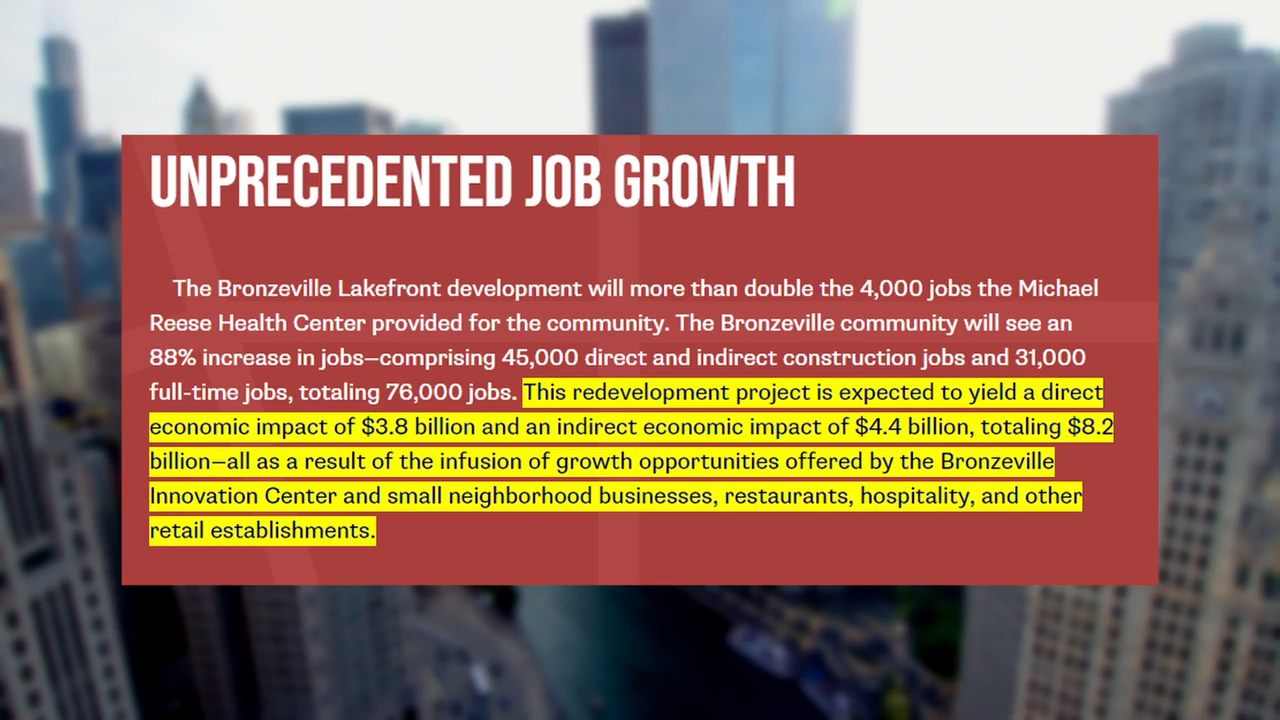 UNPRECEDENTED JOB GROWTH
The Bronzeville Lakefront development will more than double the 4,000 jobs the Michael
Reese Health Center provided for the community. The Bronzeville community will see an
88% increase in jobs—comprising 45,000 direct and indirect construction jobs and 31,000
full-time jobs, totaling 76,000 jobs. This redevelopment project is expected to yield a direct
economic impact of $3.8 billion and an indirect economic impact of $4.4 billion, totaling $8.2
billion—all as a result of the infusion of growth opportunities offered by the Bronzeville
Innovation Center and small neighborhood businesses, restaurants, hospitality, and other
retail establishments.